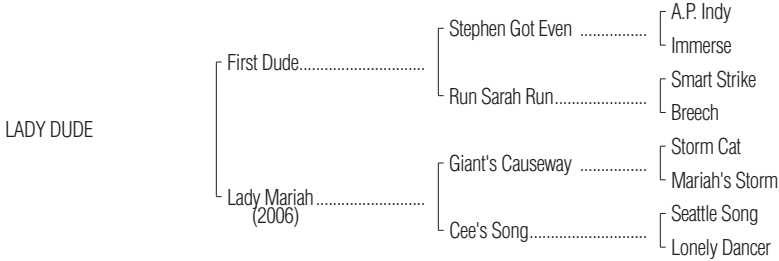 A.P. Indy
Stephen Got Even ................
Immerse
First Dude..............................
Smart Strike
Run Sarah Run......................
Breech
LADY DUDE
Storm Cat
Giant's Causeway ................
Mariah's Storm
Lady Mariah..........................
(2006)
Seattle Song
Cee's Song............................
Lonely Dancer